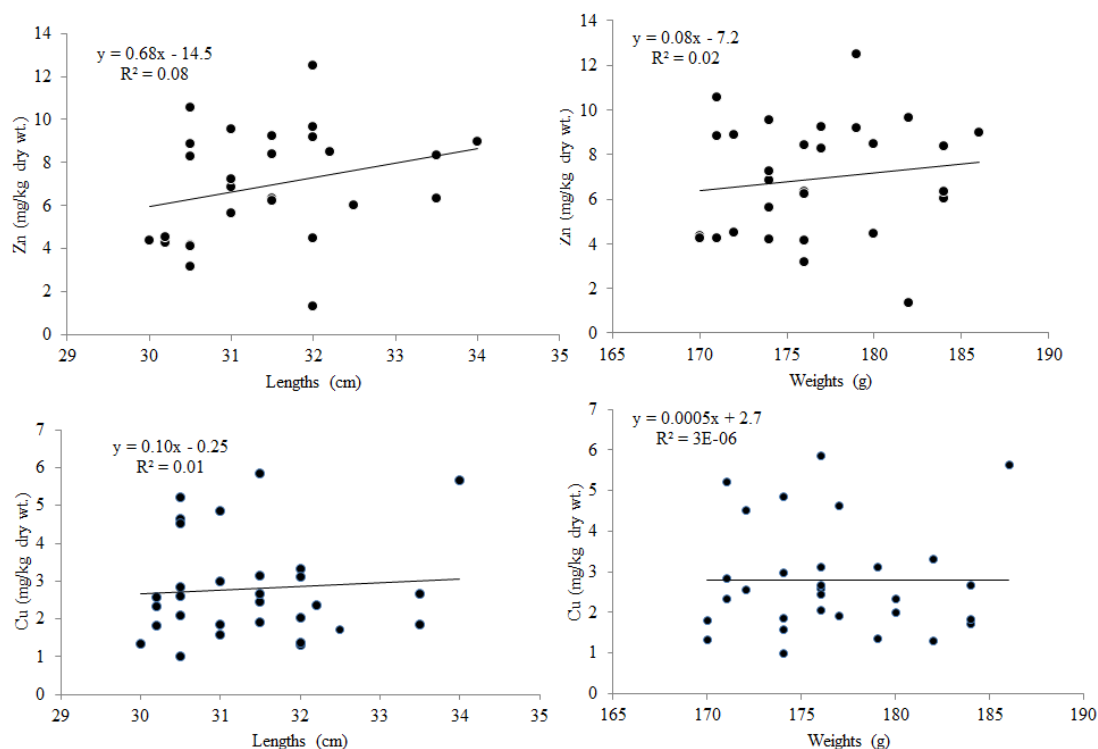 y = 0.68x - 14.5
R² = 0.08
Zn (mg/kg dry wt.)
14
12
10
8
6
4
2
0
29 30 31 32 33 34 35
Lengths (cm)
y = 0.08x - 7.2
R² = 0.02
Zn (mg/kg dry wt.)
14
12
10
8
6
4
2
0
165 170 175 180 185 190
Weights (g)
y = 0.10x - 0.25
R² = 0.01
Cu (mg/kg dry wt.)
7
6
5
4
3
2
1
0
29 30 31 32 33 34 35
Lengths (cm)
y = 0.0005x + 2.7
R² = 3E-06
Cu (mg/kg dry wt.)
7
6
5
4
3
2
1
0
165 170 175 180 185 190
Weights (g)